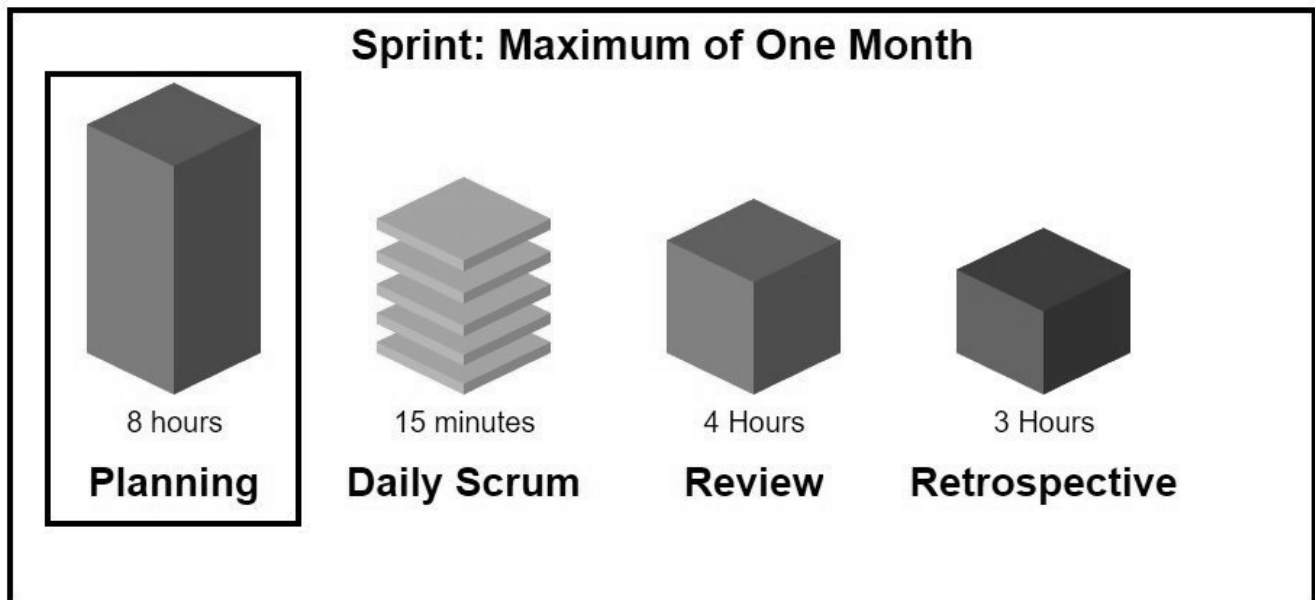 Sprint: Maximum of One Month
8 hours
Planning
15 minutes
Daily Scrum
4 Hours
Review
3 Hours
Retrospective